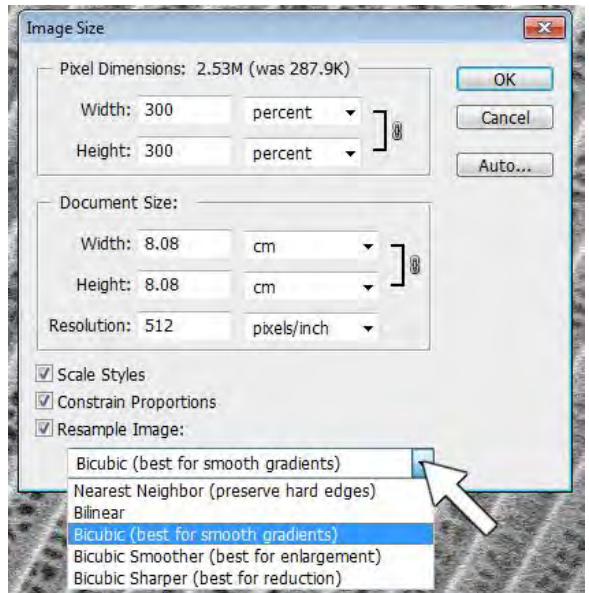 Image Size
Pixel Dimensions: 2.53M (was 287.9K)
Width: 300 percent
Height: 300 percent
OK
Cancel
Auto...
Document Size:
Width: 8.08 cm
Height: 8.08 cm
Resolution: 512 pixels/inch
Scale Styles
Constrain Proportions
Resample Image:
Bicubic (best for smooth gradients)
Nearest Neighbor (preserve hard edges)
Bilinear
Bicubic (best for smooth gradients)
Bicubic Smoother (best for enlargement)
Bicubic Sharper (best for reduction)